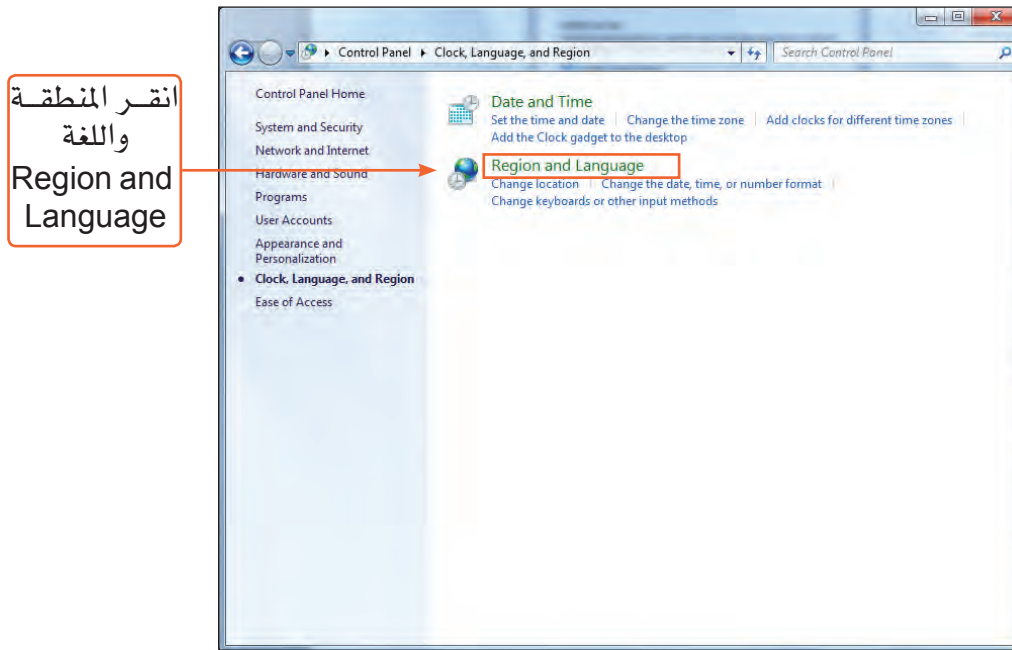 انقر المنطقة
واللغة
Region and
Language
Control Panel
Clock, Language, and Region
Search Control Panel
Control Panel Home
System and Security
Network and Internet
Hardware and Sound
Programs
User Accounts
Appearance and
Personalization
Clock, Language, and Region
Ease of Access
Date and Time
Set the time and date
Change the time zone
Add clocks for different time zones
Add the Clock gadget to the desktop
Region and Language
Change location
Change the date, time, or number format
Change keyboards or other input methods